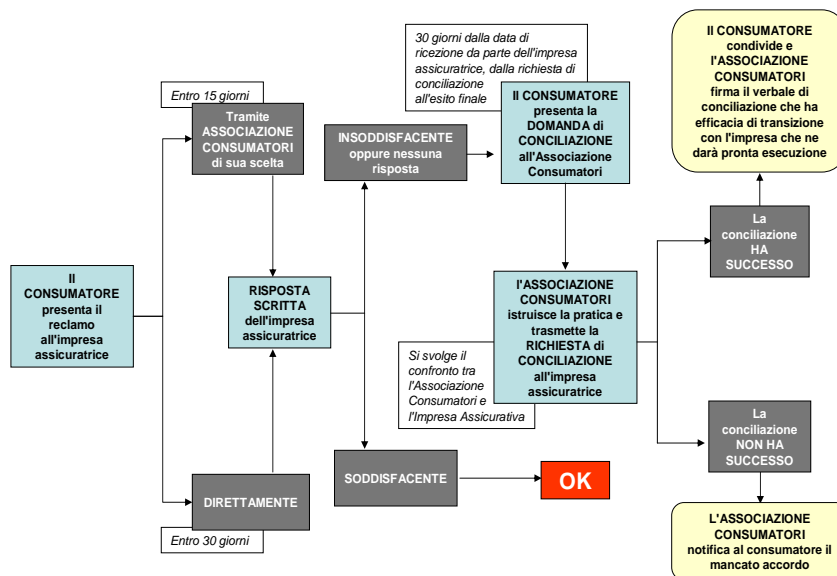 Il
CONSUMATORE
presenta il
reclamo
all'impresa
assicuratrice
Entro 15 giorni
Tramite
ASSOCIAZIONE
CONSUMATORI
di sua scelta
DIRETTAMENTE
Entro 30 giorni
RISPOSTA
SCRITTA
dell'impresa
assicuratrice
INSODDISFACENTE
oppure nessuna
risposta
SODDISFACENTE
OK
30 giorni dalla data di
ricezione da parte dell'impresa
assicuratrice, dalla richiesta di
conciliazione
all'esito finale
Il CONSUMATORE
presenta la
DOMANDA di
CONCILIAZIONE
all'Associazione
Consumatori
l'ASSOCIAZIONE
CONSUMATORI
istruisce la pratica e
trasmette la
RICHIESTA di
CONCILIAZIONE
all'impresa
assicuratrice
Si svolge il
confronto tra
l'Associazione
Consumatori e
l'Impresa Assicurativa
La
conciliazione
HA
SUCCESSO
Il CONSUMATORE
condivide e
l'ASSOCIAZIONE
CONSUMATORI
firma il verbale di
conciliazione che ha
efficacia di transizione
con l'impresa che ne
darà pronta esecuzione
La
conciliazione
NON HA
SUCCESSO
L'ASSOCIAZIONE
CONSUMATORI
notifica al consumatore il
mancato accordo